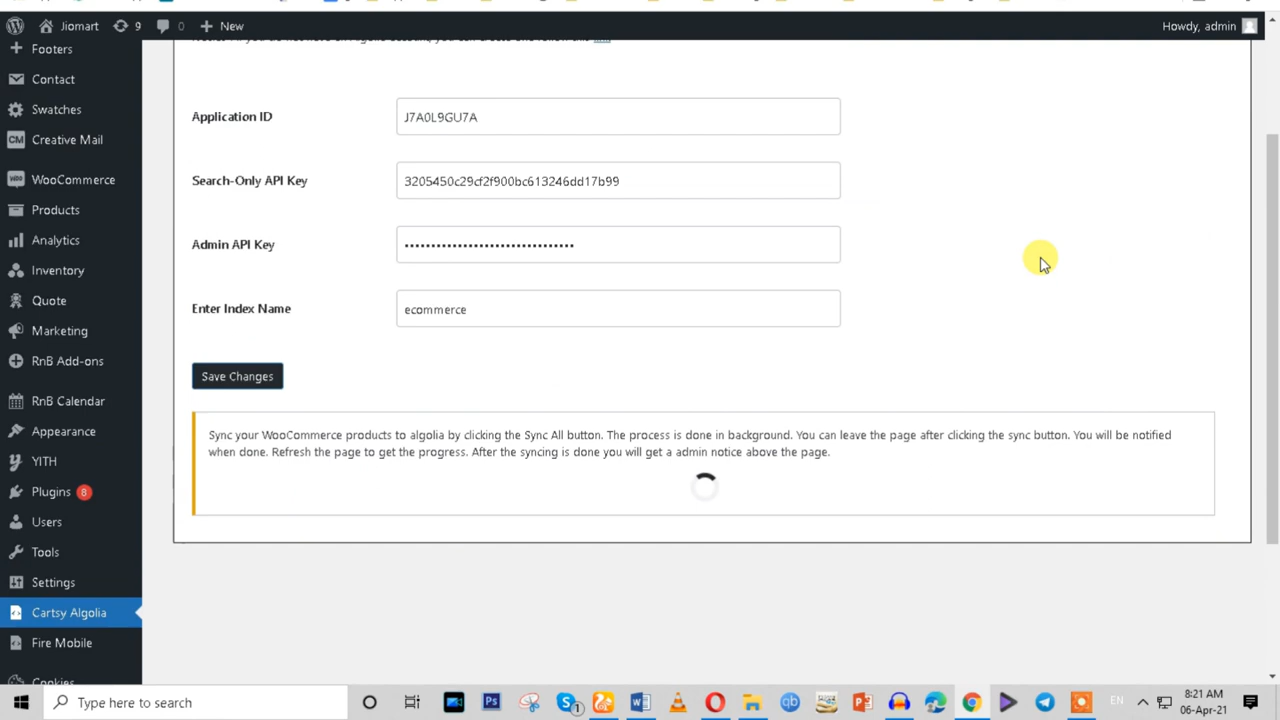 Jiomart
9
0
New
Howdy, admin
Footers
Contact
Swatches
CM
Creative Mail
WooCommerce
Products
Analytics
Inventory
Quote
Marketing
RnB Add-ons
RnB Calendar
Appearance
YITH
Plugins 8
Users
Tools
Settings
Cartsy Algolia
Fire Mobile
Cookies
Application ID
J7A0L9GU7A
Search-Only API Key
3205450c29cf2f900bc613246dd17b99
Admin API Key
••••••••••••••••••••••••••••••••
Enter Index Name
ecommerce
Save Changes
Sync your WooCommerce products to algolia by clicking the Sync All button. The process is done in background. You can leave the page after clicking the sync button. You will be notified
when done. Refresh the page to get the progress. After the syncing is done you will get a admin notice above the page.
Type here to search
Ps
S
1
W
qb
ENG
8:21 AM
06-Apr-21